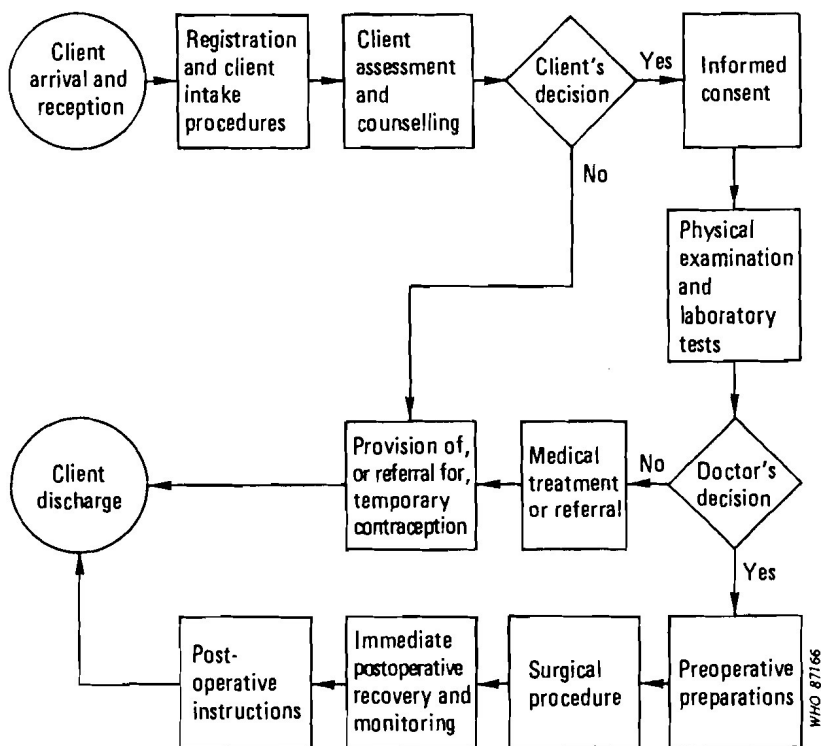 Client
arrival and
reception
Registration
and client
intake
procedures
Client
assessment
and
counselling
Client's
decision
Yes
Informed
consent
No
Physical
examination
and
laboratory
tests
Client
discharge
Provision of,
or referral for,
temporary
contraception
Medical
treatment
or referral
No
Doctor's
decision
Yes
Post-
operative
instructions
Immediate
postoperative
recovery and
monitoring
Surgical
procedure
Preoperative
preparations
WHO 87166